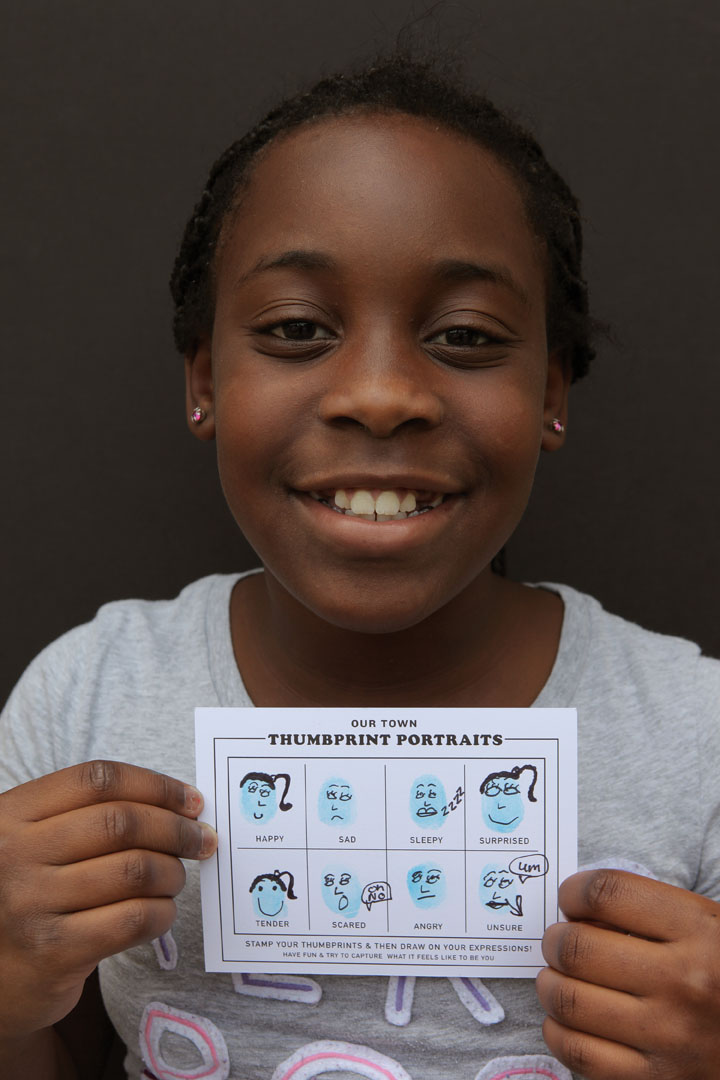 OUR TOWN
THUMBPRINT PORTRAITS
HAPPY SAD SLEEPY SURPRISED
ZZZZ
TENDER SCARED ANGRY UNSURE
OH NO
um
STAMP YOUR THUMBPRINTS & THEN DRAW ON YOUR EXPRESSIONS!
HAVE FUN & TRY TO CAPTURE WHAT IT FEELS LIKE TO BE YOU